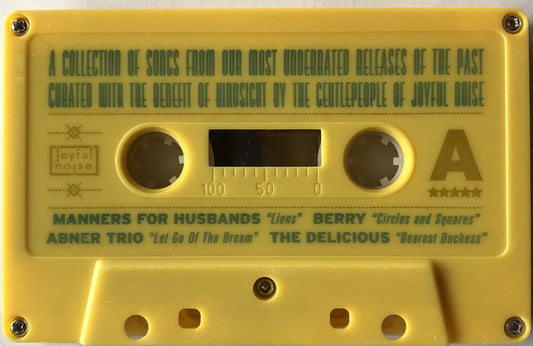 A COLLECTION OF SONGS FROM OUR MOST UNDERRATED RELEASES OF THE PAST
CURATED WITH THE BENEFIT OF HINDSIGHT BY THE GENTLEPEOPLE OF JOYFUL NOISE
joyful
noise
A
100 50 0
MANNERS FOR HUSBANDS "Lions" BERRY "Circles and Squares"
ABNER TRIO "Let Go Of The Dream" THE DELICIOUS "Dearest Duchess"